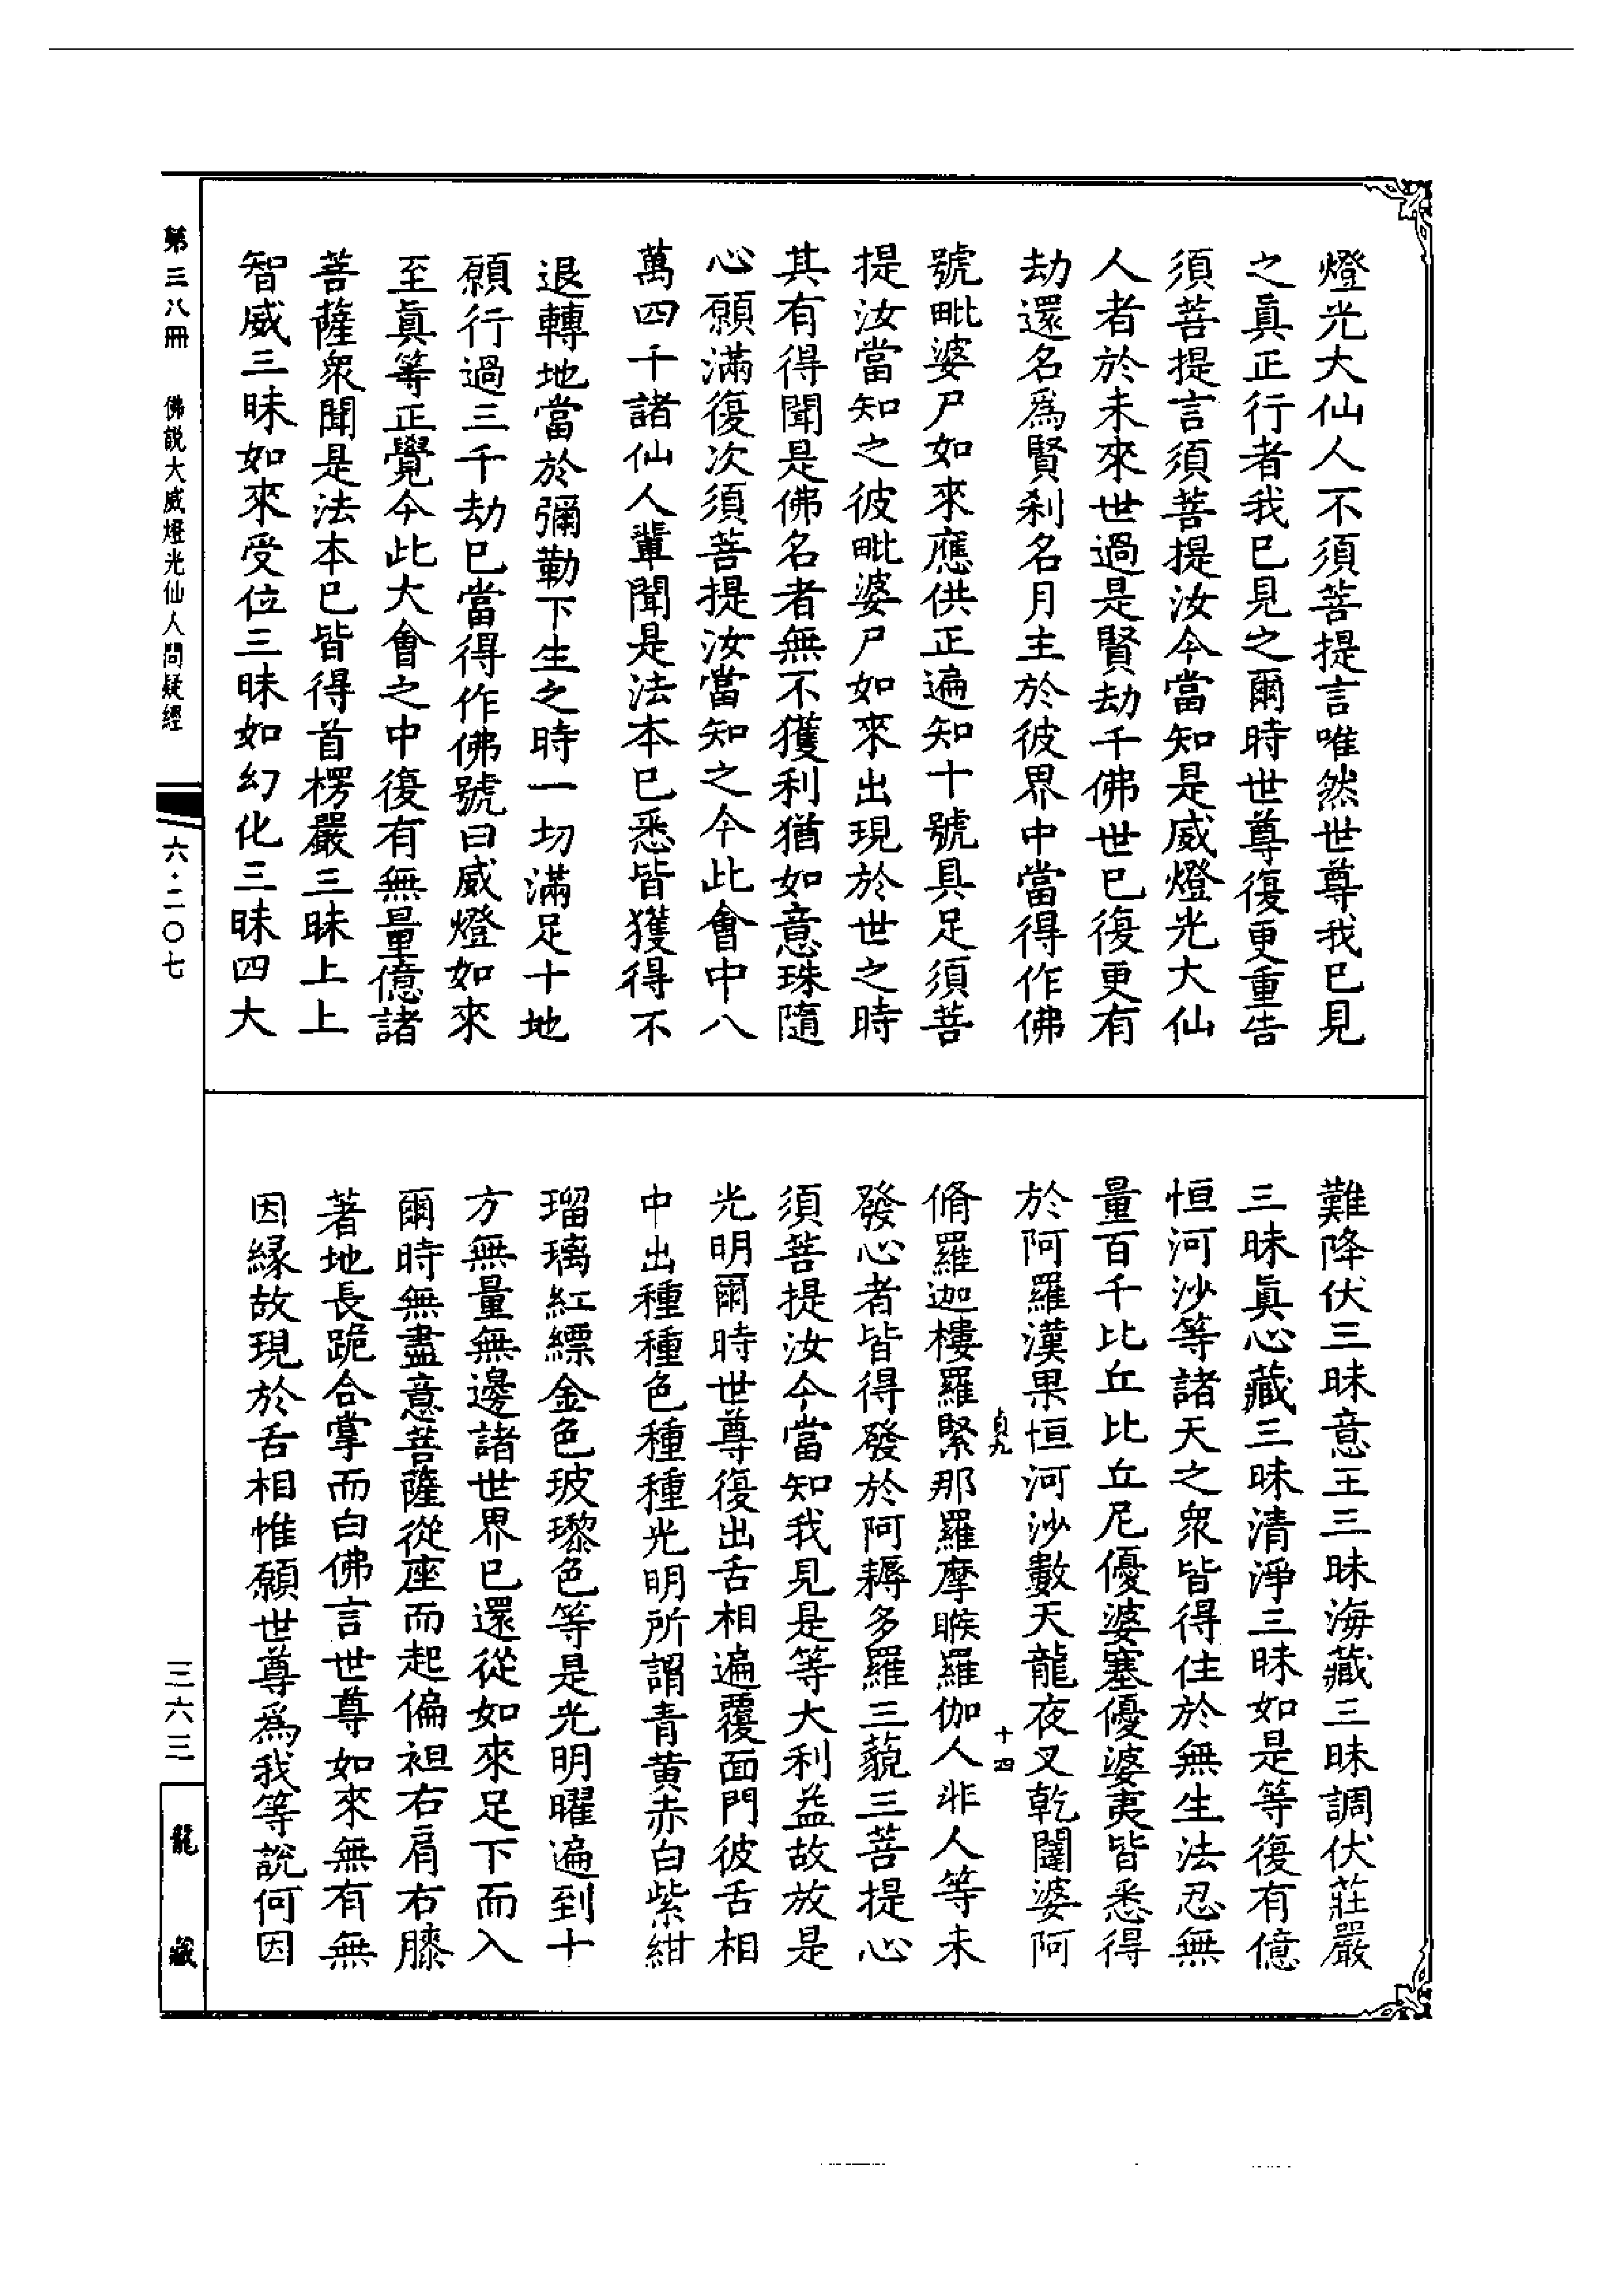 燈光大仙人不須菩提言唯然世尊我已見
之真正行者我已見之爾時世尊復更重告
須菩提言須菩提汝今當知是威燈光大仙
人者於未來世過是賢劫千佛世已復更有
劫還名爲賢剎名月主於彼界中當得作佛
號毗婆尸如來應供正遍知十號具足須菩
提汝當知之彼毗婆尸如來出現於世之時
其有得聞是佛名者無不獲利猶如意珠隨
心願滿復次須菩提汝當知之今此會中八
萬四千諸仙人輩聞是法本已悉皆獲得不
退轉地當於彌勒下生之時一切滿足十地
願行過三千劫已當得作佛號曰威燈如來
至眞等正覺今此大會之中復有無量億諸
菩薩衆聞是法本已皆得首楞嚴三昧上上
智威三昧如來受位三昧如幻化三昧四大
難降伏三昧意王三昧海藏三昧調伏莊嚴
三昧眞心藏三昧清淨三昧如是等復有億
恒河沙等諸天之衆皆得住於無生法忍無
量百千比丘比丘尼優婆塞優婆夷皆悉得
於阿羅漢果恒河沙數天龍夜叉乾闥婆阿
貞九
十四
脩羅迦樓羅緊那羅摩睺羅伽人非人等未
發心者皆得發於阿耨多羅三藐三菩提心
須菩提汝今當知我見是等大利益故放是
光明爾時世尊復出舌相遍覆面門彼舌相
中出種種色種種光明所謂青黃赤白紫紺
瑠璃紅縹金色玻瓈色等是光明曜遍到十
方無量無邊諸世界已還從如來足下而入
爾時無盡意菩薩從座而起偏袒右肩右膝
著地長跪合掌而白佛言世尊如來無有無
因緣故現於舌相惟願世尊爲我等說何因
第三八冊
佛說大威燈光仙人問疑經
六·二〇七
三六三
龍藏